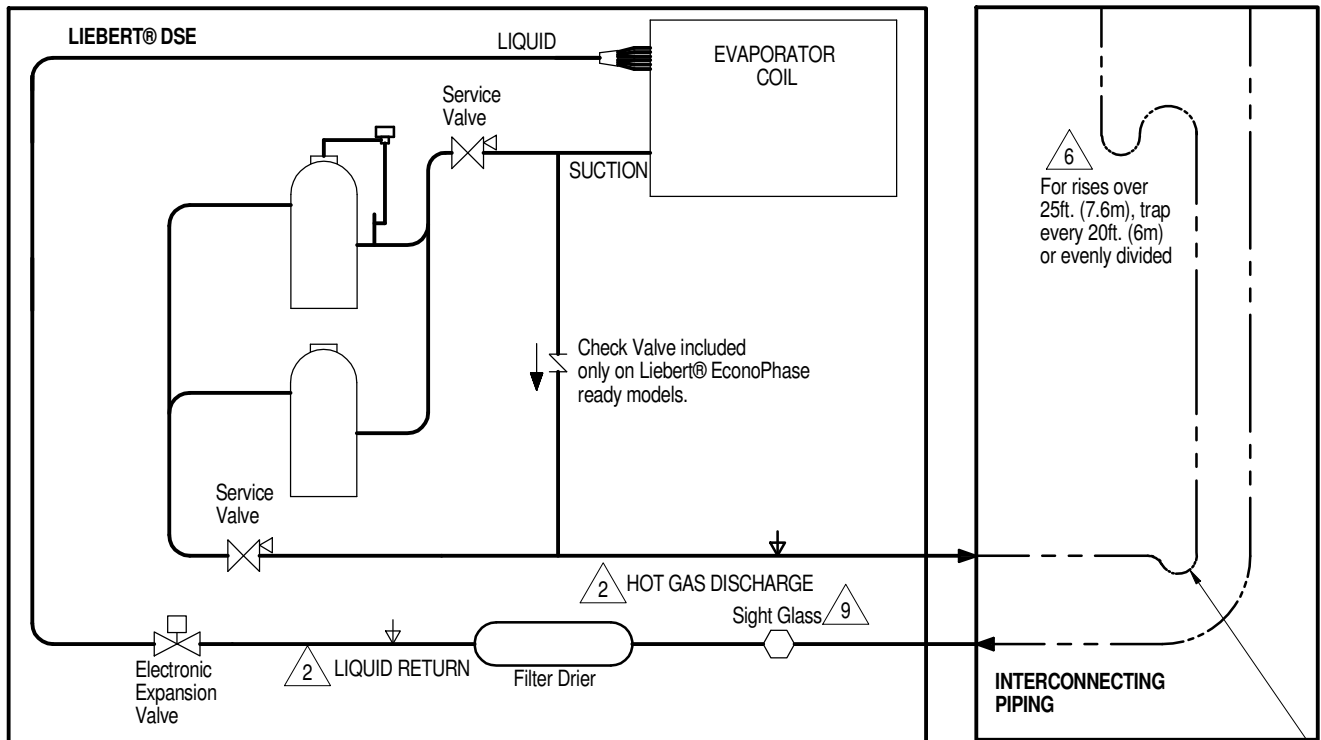 LIEBERT® DSE
LIQUID
EVAPORATOR
COIL
Service
Valve
SUCTION
6
For rises over
25ft. (7.6m), trap
every 20ft. (6m)
or evenly divided
Check Valve included
only on Liebert® EconoPhase
ready models.
Service
Valve
2 HOT GAS DISCHARGE
Sight Glass 9
Electronic
Expansion
Valve
2 LIQUID RETURN
Filter Drier
INTERCONNECTING
PIPING